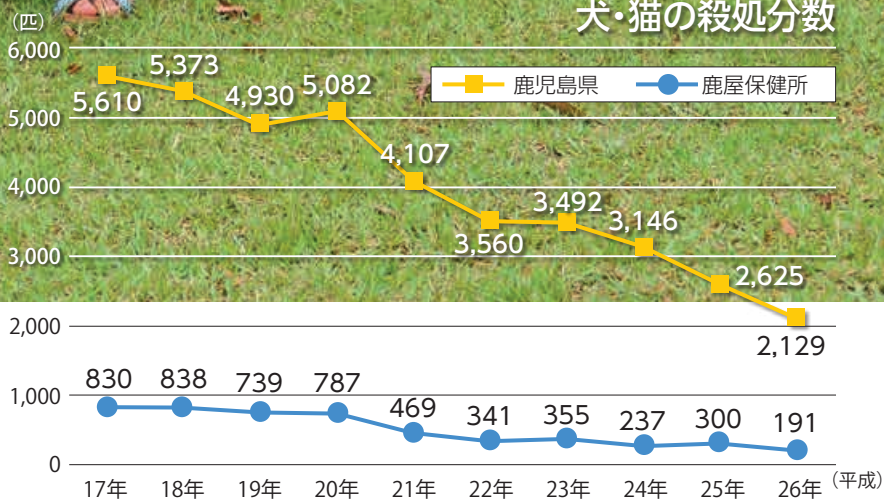 犬・猫の殺処分数
（匹）
6,000
5,000
4,000
3,000
2,000
1,000
0
鹿児島県 鹿屋保健所
5,610 5,373 4,930 5,082 4,107 3,560 3,492 3,146 2,625 2,129
830 838 739 787 469 341 355 237 300 191
17年 18年 19年 20年 21年 22年 23年 24年 25年 26年 （平成）